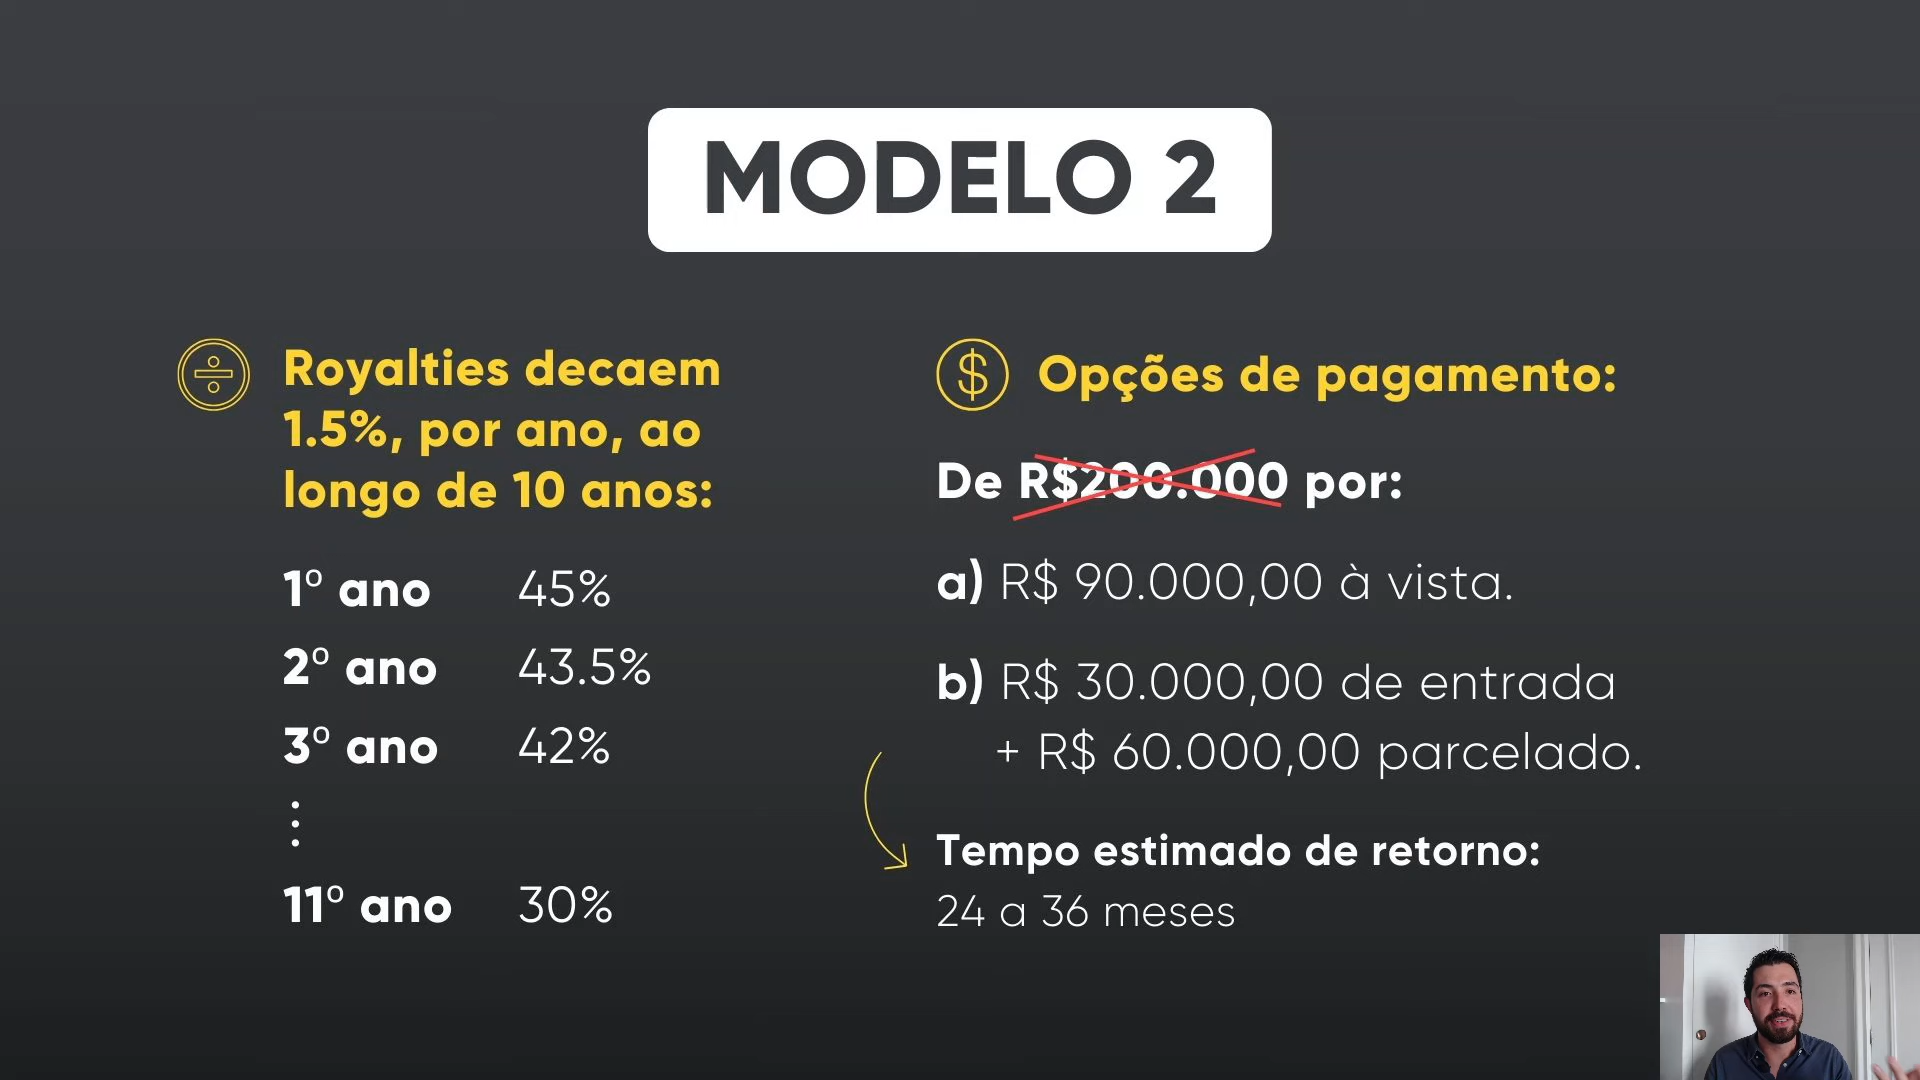 MODELO 2
Royalties decaem
1.5%, por ano, ao
longo de 10 anos:
1º ano 45%
2º ano 43.5%
3º ano 42%
11º ano 30%
Opções de pagamento:
De R$200.000 por:
a) R$ 90.000,00 à vista.
b) R$ 30.000,00 de entrada
+ R$ 60.000,00 parcelado.
Tempo estimado de retorno:
24 a 36 meses